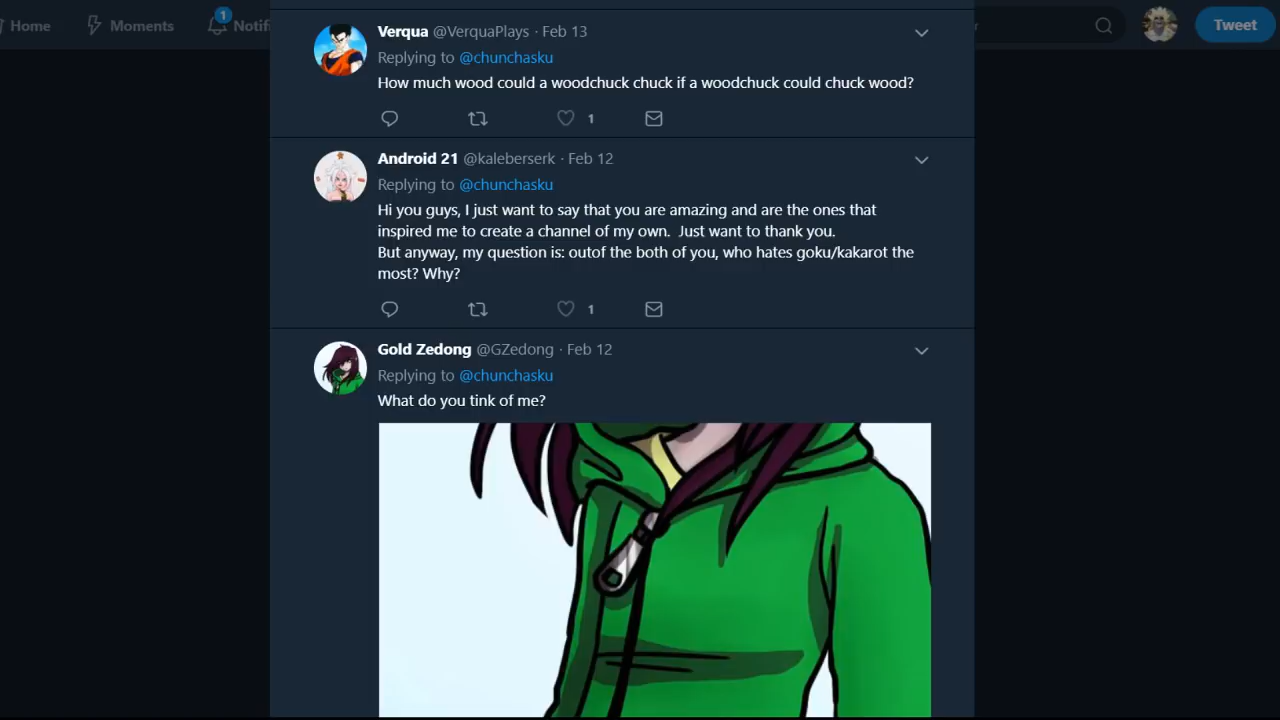 Home
Moments
1
Notif
Tweet
Verqua @VerquaPlays · Feb 13
Replying to @chunchasku
How much wood could a woodchuck chuck if a woodchuck could chuck wood?
1
Android 21 @kaleberserk · Feb 12
Replying to @chunchasku
Hi you guys, I just want to say that you are amazing and are the ones that
inspired me to create a channel of my own.  Just want to thank you.
But anyway, my question is: outof the both of you, who hates goku/kakarot the
most? Why?
1
Gold Zedong @GZedong · Feb 12
Replying to @chunchasku
What do you tink of me?